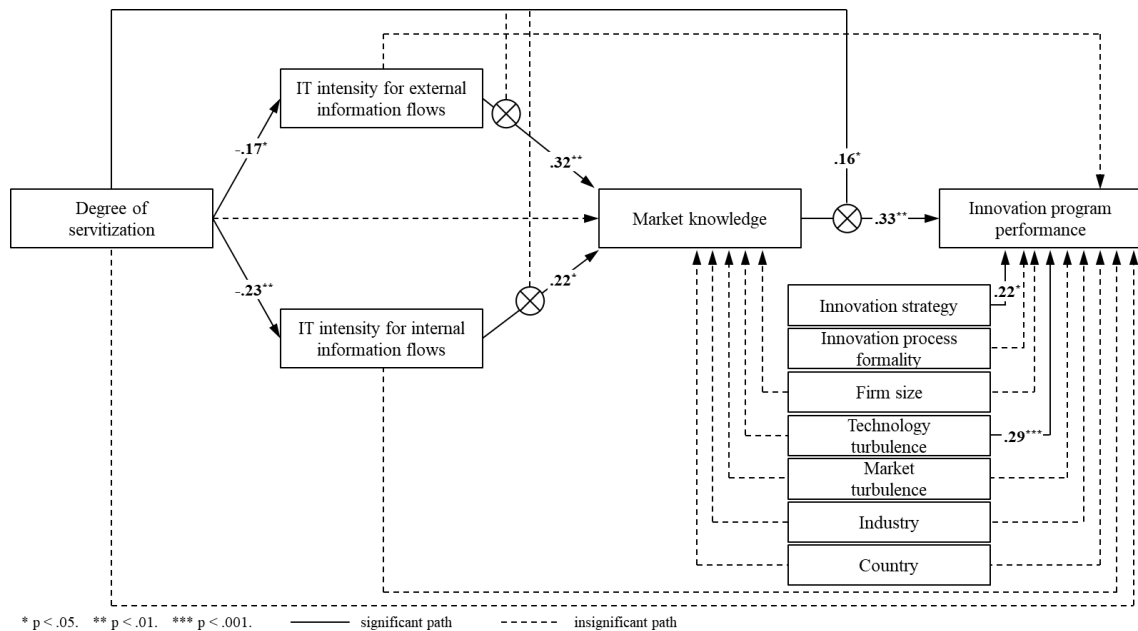 IT intensity for external
information flows
-.17*
.32**
.16*
Degree of
servitization
Market knowledge
.33**
Innovation program
performance
-.23**
.22*
IT intensity for internal
information flows
Innovation strategy
.22*
Innovation process
formality
Firm size
Technology
turbulence
.29***
Market
turbulence
Industry
Country
* p < .05. ** p < .01. *** p < .001. significant path insignificant path